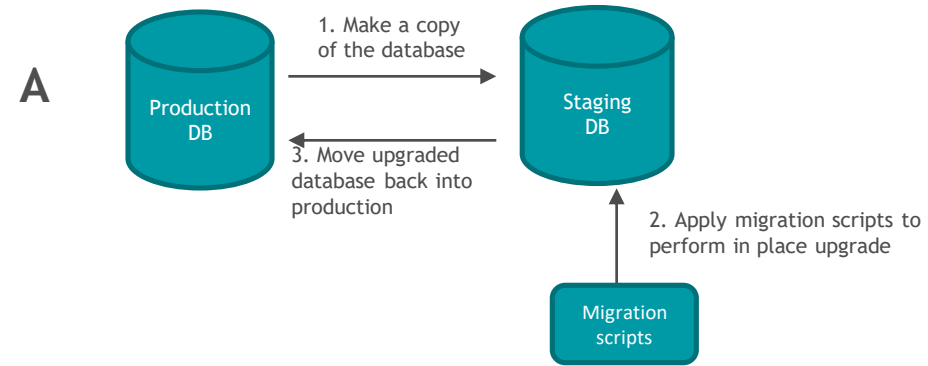 A
1. Make a copy
of the database
Production
DB
Staging
DB
3. Move upgraded
database back into
production
2. Apply migration scripts to
perform in place upgrade
Migration
scripts